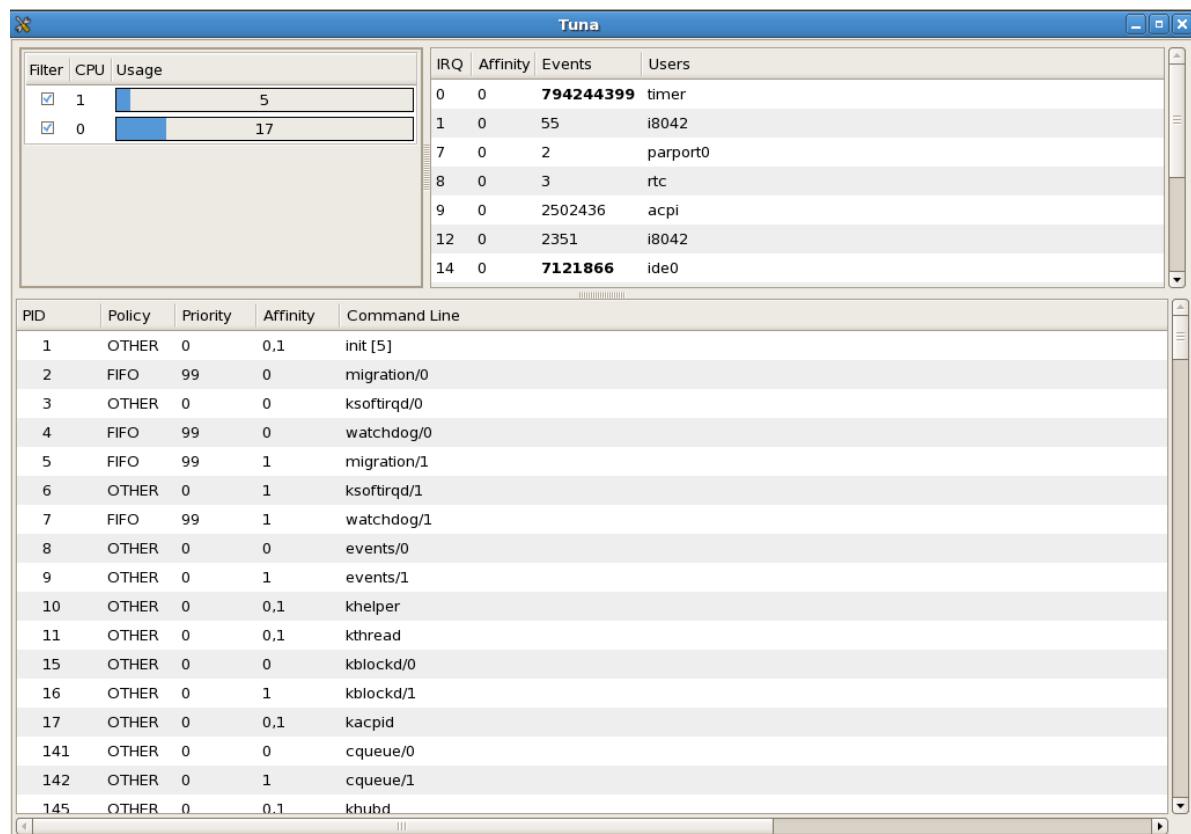 Tuna
Filter CPU Usage
1 5
0 17
IRQ Affinity Events Users
0 0 794244399 timer
1 0 55 i8042
7 0 2 parport0
8 0 3 rtc
9 0 2502436 acpi
12 0 2351 i8042
14 0 7121866 ide0
PID Policy Priority Affinity Command Line
1 OTHER 0 0,1 init [5]
2 FIFO 99 0 migration/0
3 OTHER 0 0 ksoftirqd/0
4 FIFO 99 0 watchdog/0
5 FIFO 99 1 migration/1
6 OTHER 0 1 ksoftirqd/1
7 FIFO 99 1 watchdog/1
8 OTHER 0 0 events/0
9 OTHER 0 1 events/1
10 OTHER 0 0,1 khelper
11 OTHER 0 0,1 kthread
15 OTHER 0 0 kblockd/0
16 OTHER 0 1 kblockd/1
17 OTHER 0 0,1 kacpid
141 OTHER 0 0 cqueue/0
142 OTHER 0 1 cqueue/1
145 OTHER 0 0,1 khubd